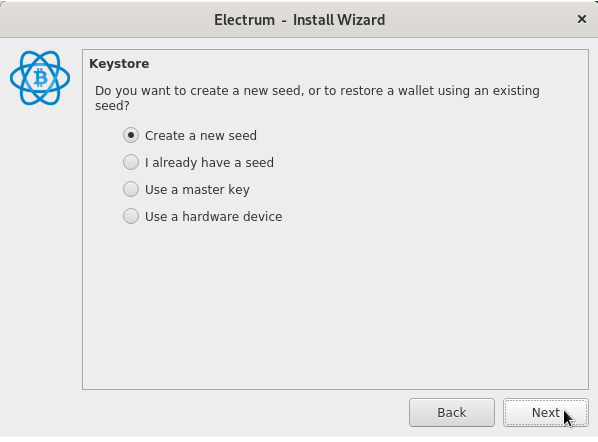 Electrum - Install Wizard
Keystore
Do you want to create a new seed, or to restore a wallet using an existing
seed?
Create a new seed
I already have a seed
Use a master key
Use a hardware device
Back
Next